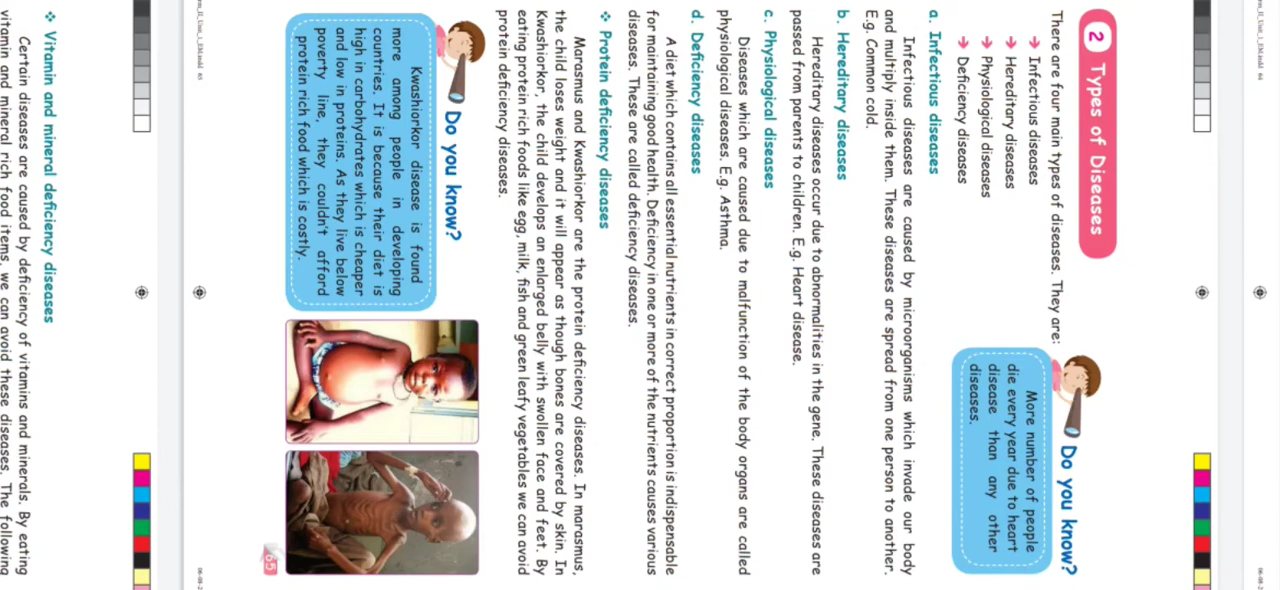 2 Types of Diseases
There are four main types of diseases. They are:
➔ Infectious diseases
➔ Hereditary diseases
➔ Physiological diseases
➔ Deficiency diseases
Do you know?
More number of people
die every year due to heart
disease than any other
diseases.
a. Infectious diseases
Infectious diseases are caused by microorganisms which invade our body
and multiply inside them. These diseases are spread from one person to another.
E.g. Common cold.
b. Hereditary diseases
Hereditary diseases occur due to abnormalities in the gene. These diseases are
passed from parents to children. E.g. Heart disease.
c. Physiological diseases
Diseases which are caused due to malfunction of the body organs are called
physiological diseases. E.g. Asthma.
d. Deficiency diseases
A diet which contains all essential nutrients in correct proportion is indispensable
for maintaining good health. Deficiency in one or more of the nutrients causes various
diseases. These are called deficiency diseases.
❖ Protein deficiency diseases
Marasmus and Kwashiorkor are the protein deficiency diseases. In marasmus,
the child loses weight and it will appear as though bones are covered by skin. In
Kwashiorkor, the child develops an enlarged belly with swollen face and feet. By
eating protein rich foods like egg, milk, fish and green leafy vegetables we can avoid
protein deficiency diseases.
Do you know?
Kwashiorkor disease is found
more among people in developing
countries. It is because their diet is
high in carbohydrates which is cheaper
and low in proteins. As they live below
poverty line, they couldn't afford
protein rich food which is costly.
65
❖ Vitamin and mineral deficiency diseases
Certain diseases are caused by deficiency of vitamins and minerals. By eating
vitamin and mineral rich food items, we can avoid these diseases. The following